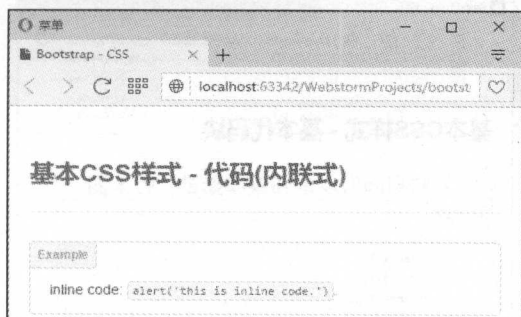 菜单
Bootstrap - CSS
localhost:63342/WebstormProjects/bootst
基本CSS样式 - 代码(内联式)
Example
inline code: alert('this is inline code.').